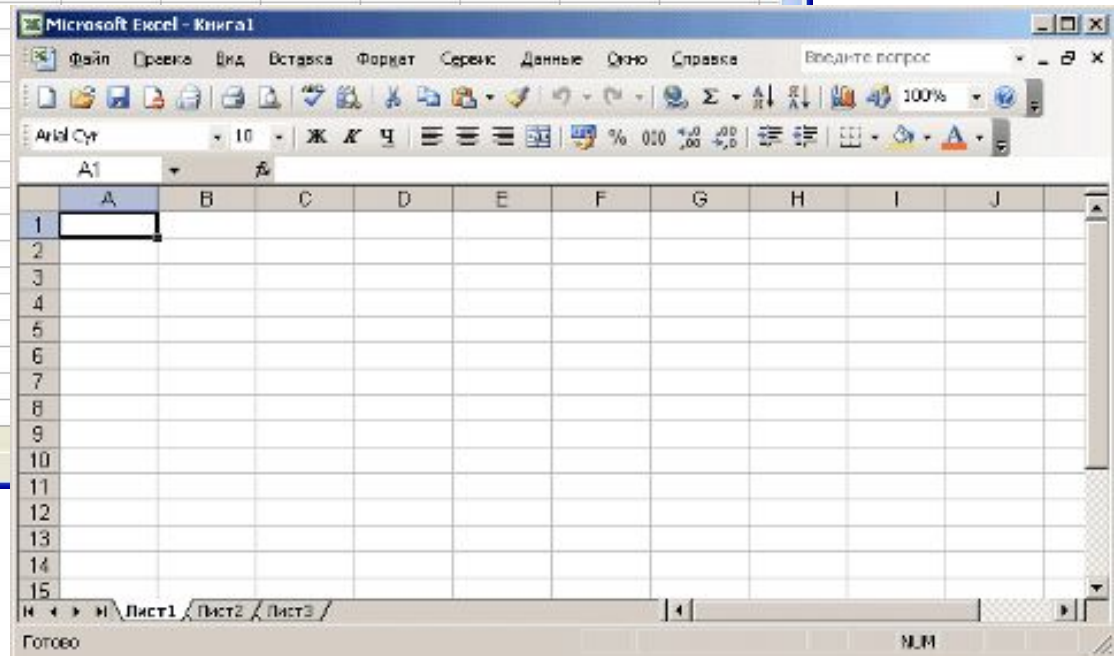 Microsoft Excel - Книга1
Файл Правка Вид Вставка Формат Сервис Данные Окно Справка Введите вопрос
100%
Arial Cyr 10 Ж К Ч % 000
A1 fx
A B C D E F G H I J
1
2
3
4
5
6
7
8
9
10
11
12
13
14
15
Лист1 Лист2 Лист3
Готово NUM